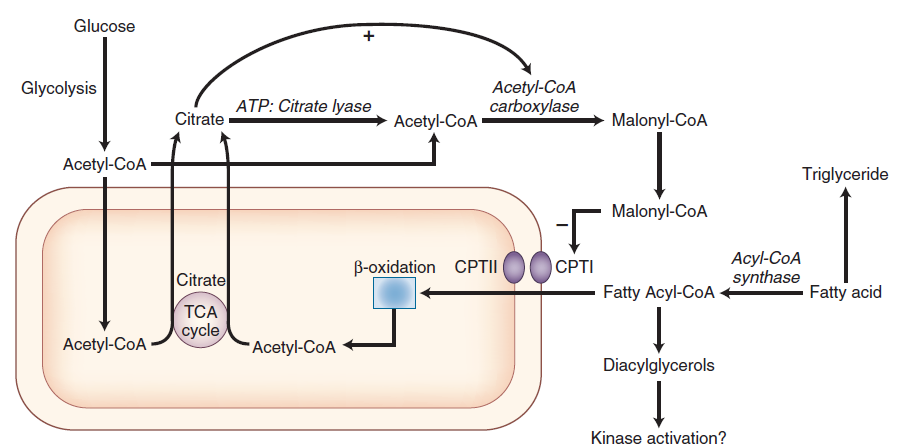 Glucose
+
Glycolysis
Acetyl-CoA
carboxylase
Citrate
ATP: Citrate lyase
Acetyl-CoA
Malonyl-CoA
Acetyl-CoA
Triglyceride
Malonyl-CoA
–
β-oxidation
CPTII
CPTI
Acyl-CoA
synthase
Citrate
Fatty Acyl-CoA
Fatty acid
TCA
cycle
Acetyl-CoA
Acetyl-CoA
Diacylglycerols
Kinase activation?